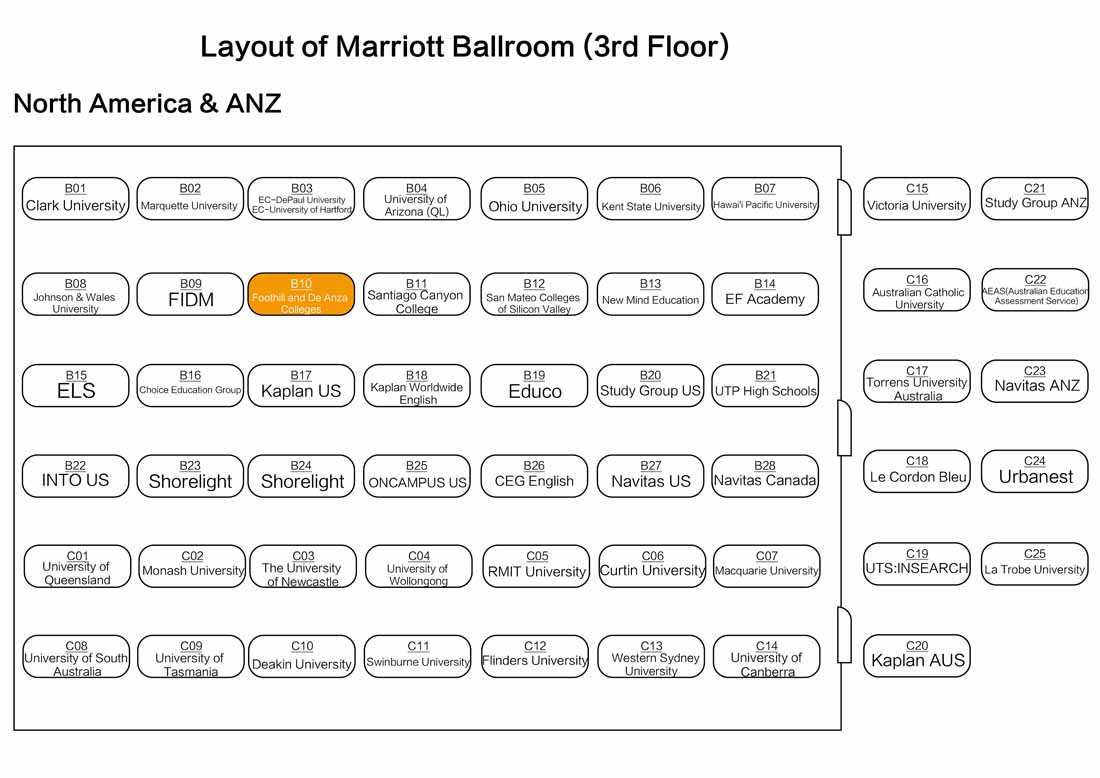 Layout of Marriott Ballroom (3rd Floor)
North America & ANZ
B01
Clark University
B02
Marquette University
B03
EC-DePaul University
EC-University of Hartford
B04
University of
Arizona (QL)
B05
Ohio University
B06
Kent State University
B07
Hawai'i Pacific University
C15
Victoria University
C21
Study Group ANZ
B08
Johnson & Wales
University
B09
FIDM
B10
Foothill and De Anza
Colleges
B11
Santiago Canyon
College
B12
San Mateo Colleges
of Silicon Valley
B13
New Mind Education
B14
EF Academy
C16
Australian Catholic
University
C22
AEAS(Australian Education
Assessment Service)
B15
ELS
B16
Choice Education Group
B17
Kaplan US
B18
Kaplan Worldwide
English
B19
Educo
B20
Study Group US
B21
UTP High Schools
C17
Torrens University
Australia
C23
Navitas ANZ
B22
INTO US
B23
Shorelight
B24
Shorelight
B25
ONCAMPUS US
B26
CEG English
B27
Navitas US
B28
Navitas Canada
C18
Le Cordon Bleu
C24
Urbanest
C01
University of
Queensland
C02
Monash University
C03
The University
of Newcastle
C04
University of
Wollongong
C05
RMIT University
C06
Curtin University
C07
Macquarie University
C19
UTS:INSEARCH
C25
La Trobe University
C08
University of South
Australia
C09
University of
Tasmania
C10
Deakin University
C11
Swinburne University
C12
Flinders University
C13
Western Sydney
University
C14
University of
Canberra
C20
Kaplan AUS